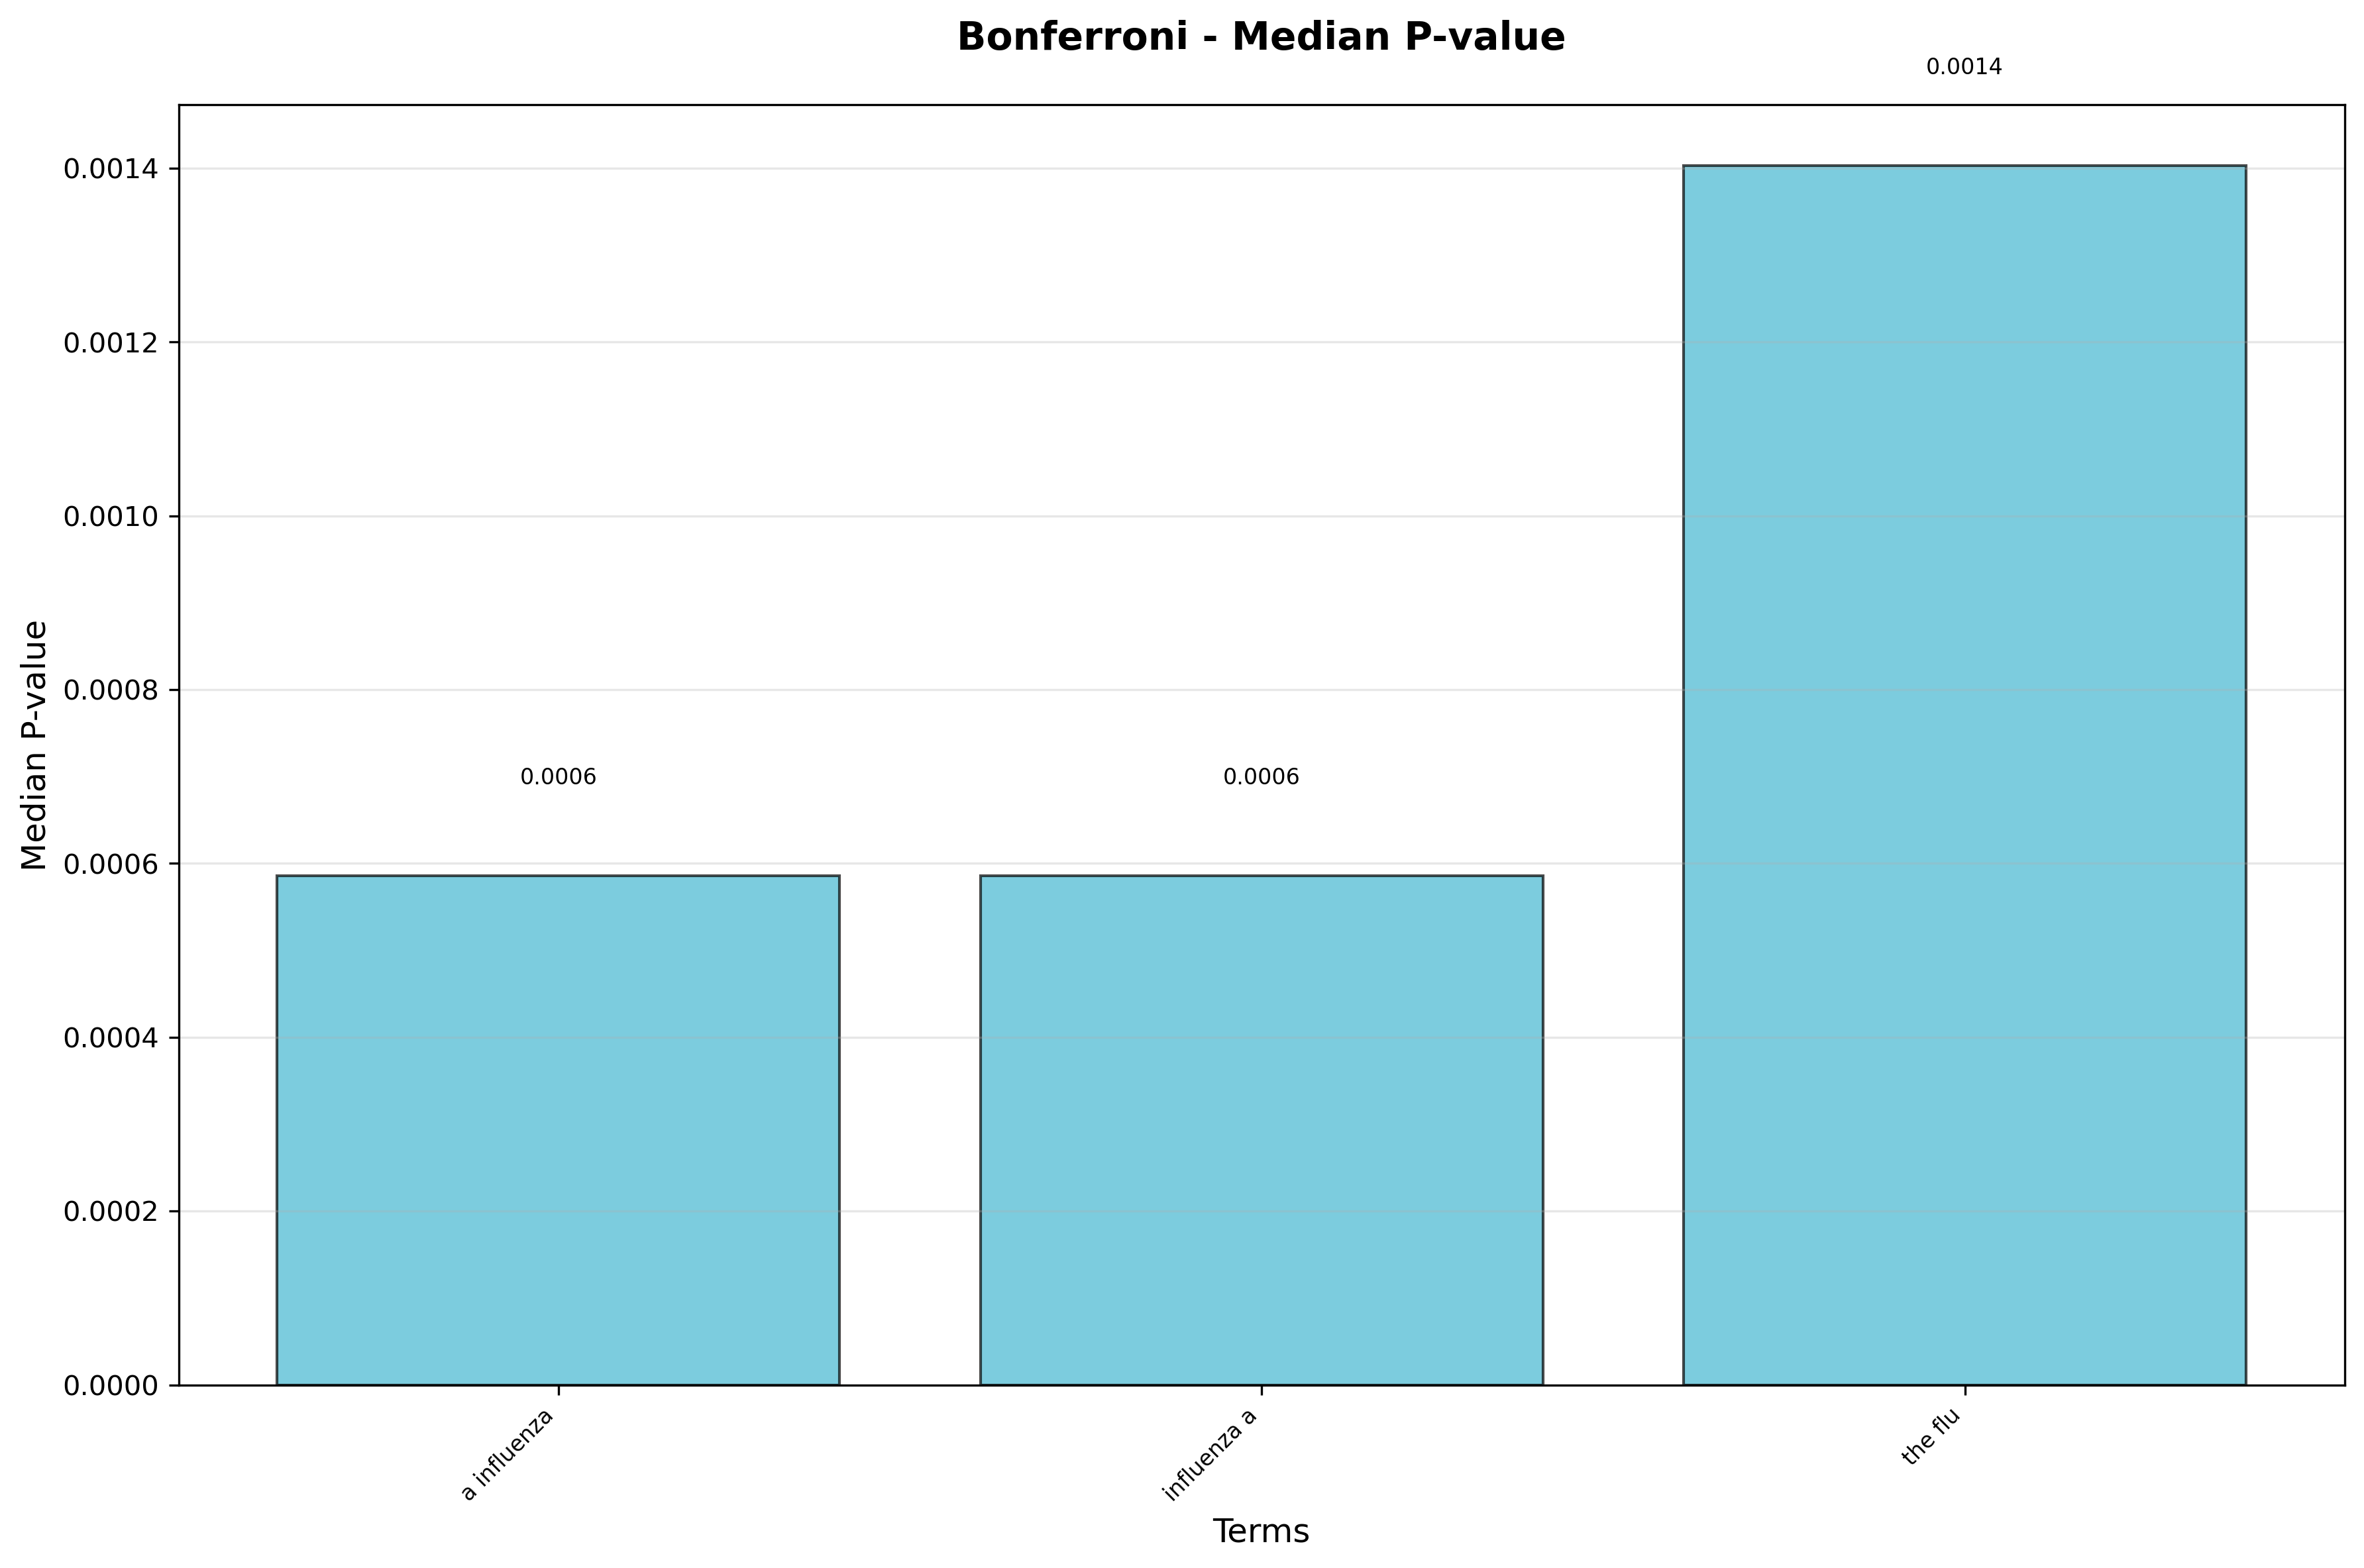 Bonferroni - Median P-value
0.0014
0.0014
0.0012
0.0010
0.0008
0.0006
0.0004
0.0002
0.0000
Median P-value
0.0006
0.0006
a influenza
influenza a
the flu
Terms